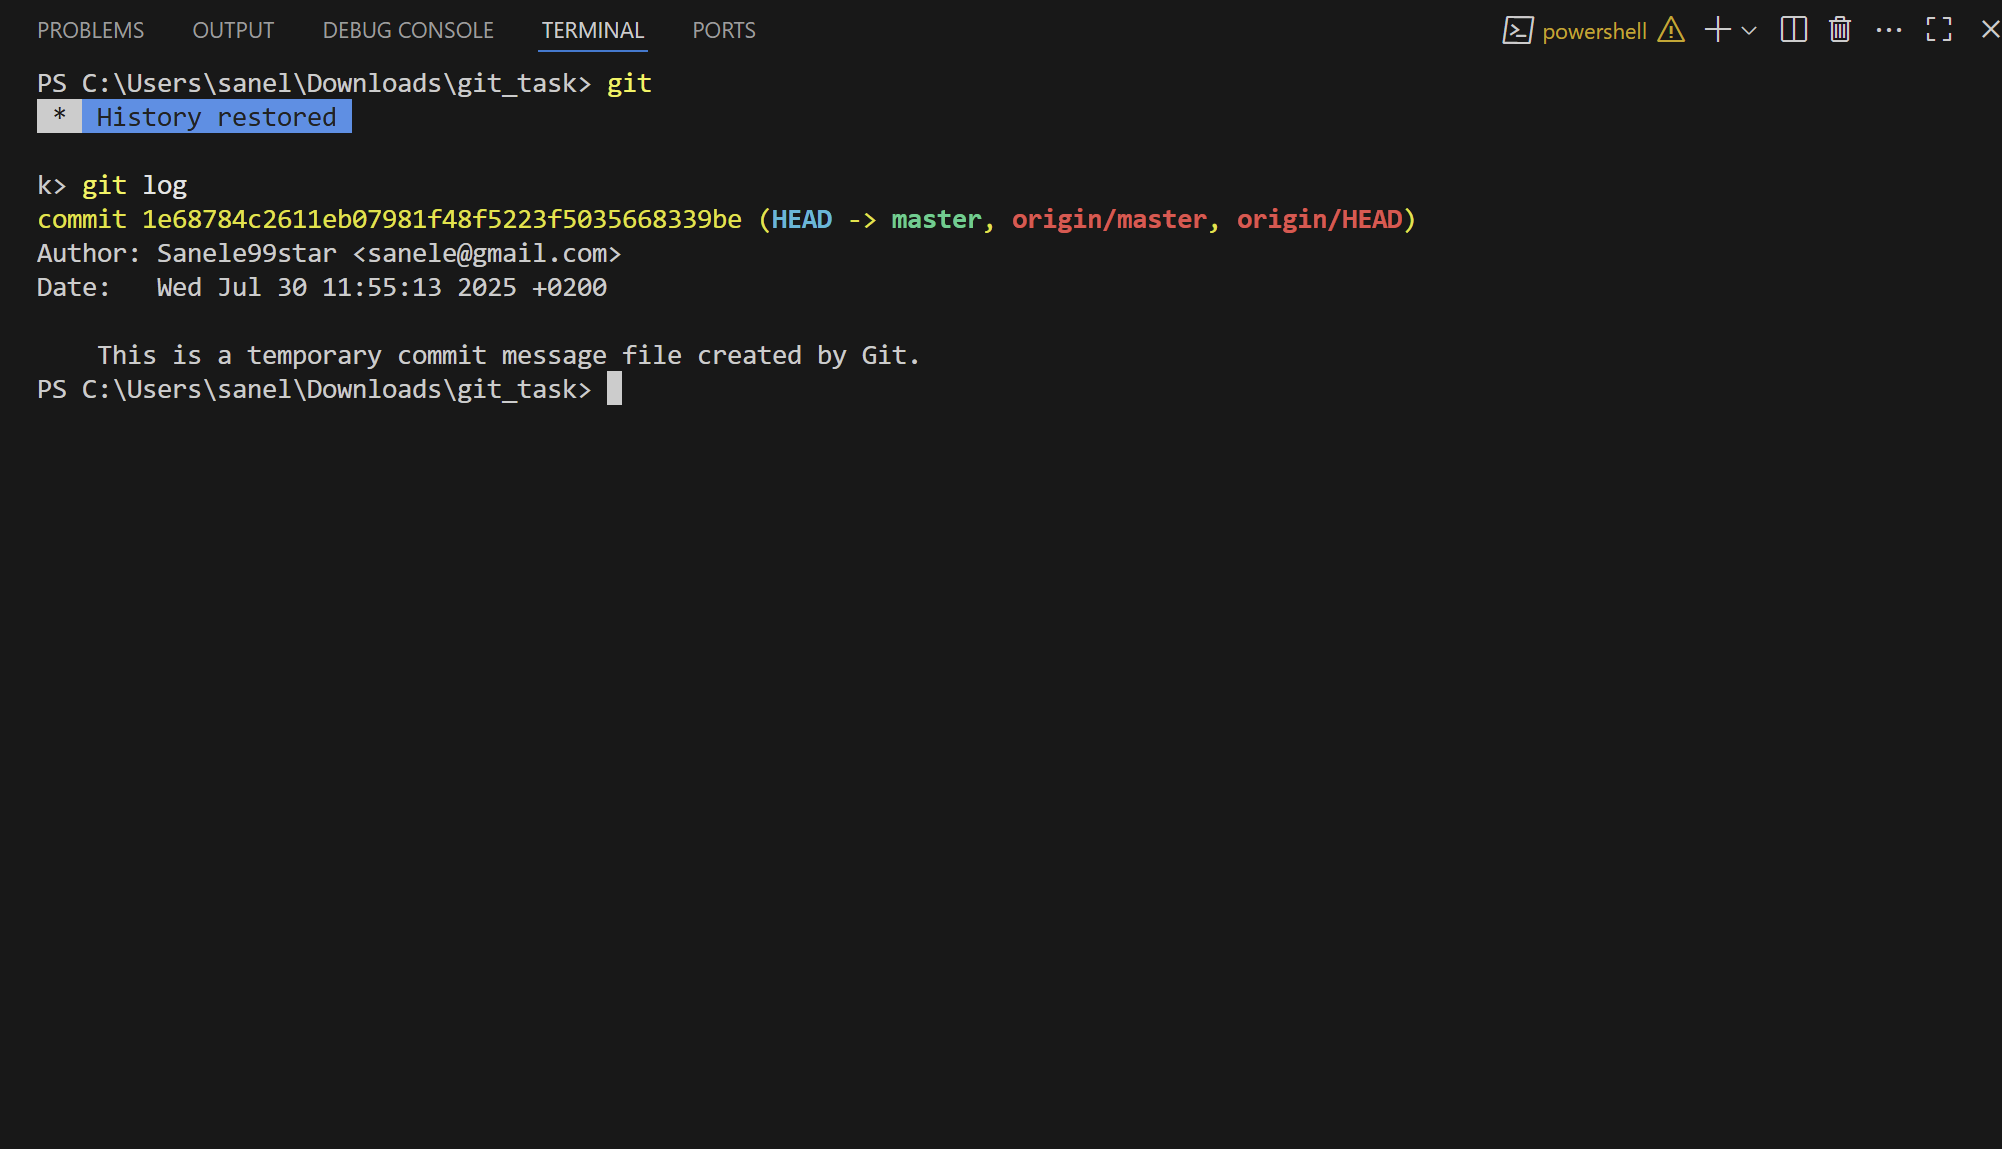 PROBLEMS OUTPUT DEBUG CONSOLE TERMINAL PORTS powershell
PS C:\Users\sanel\Downloads\git_task> git
* History restored
k> git log
commit 1e68784c2611eb07981f48f5223f5035668339be (HEAD -> master, origin/master, origin/HEAD)
Author: Sanele99star <sanele@gmail.com>
Date:   Wed Jul 30 11:55:13 2025 +0200
This is a temporary commit message file created by Git.
PS C:\Users\sanel\Downloads\git_task>